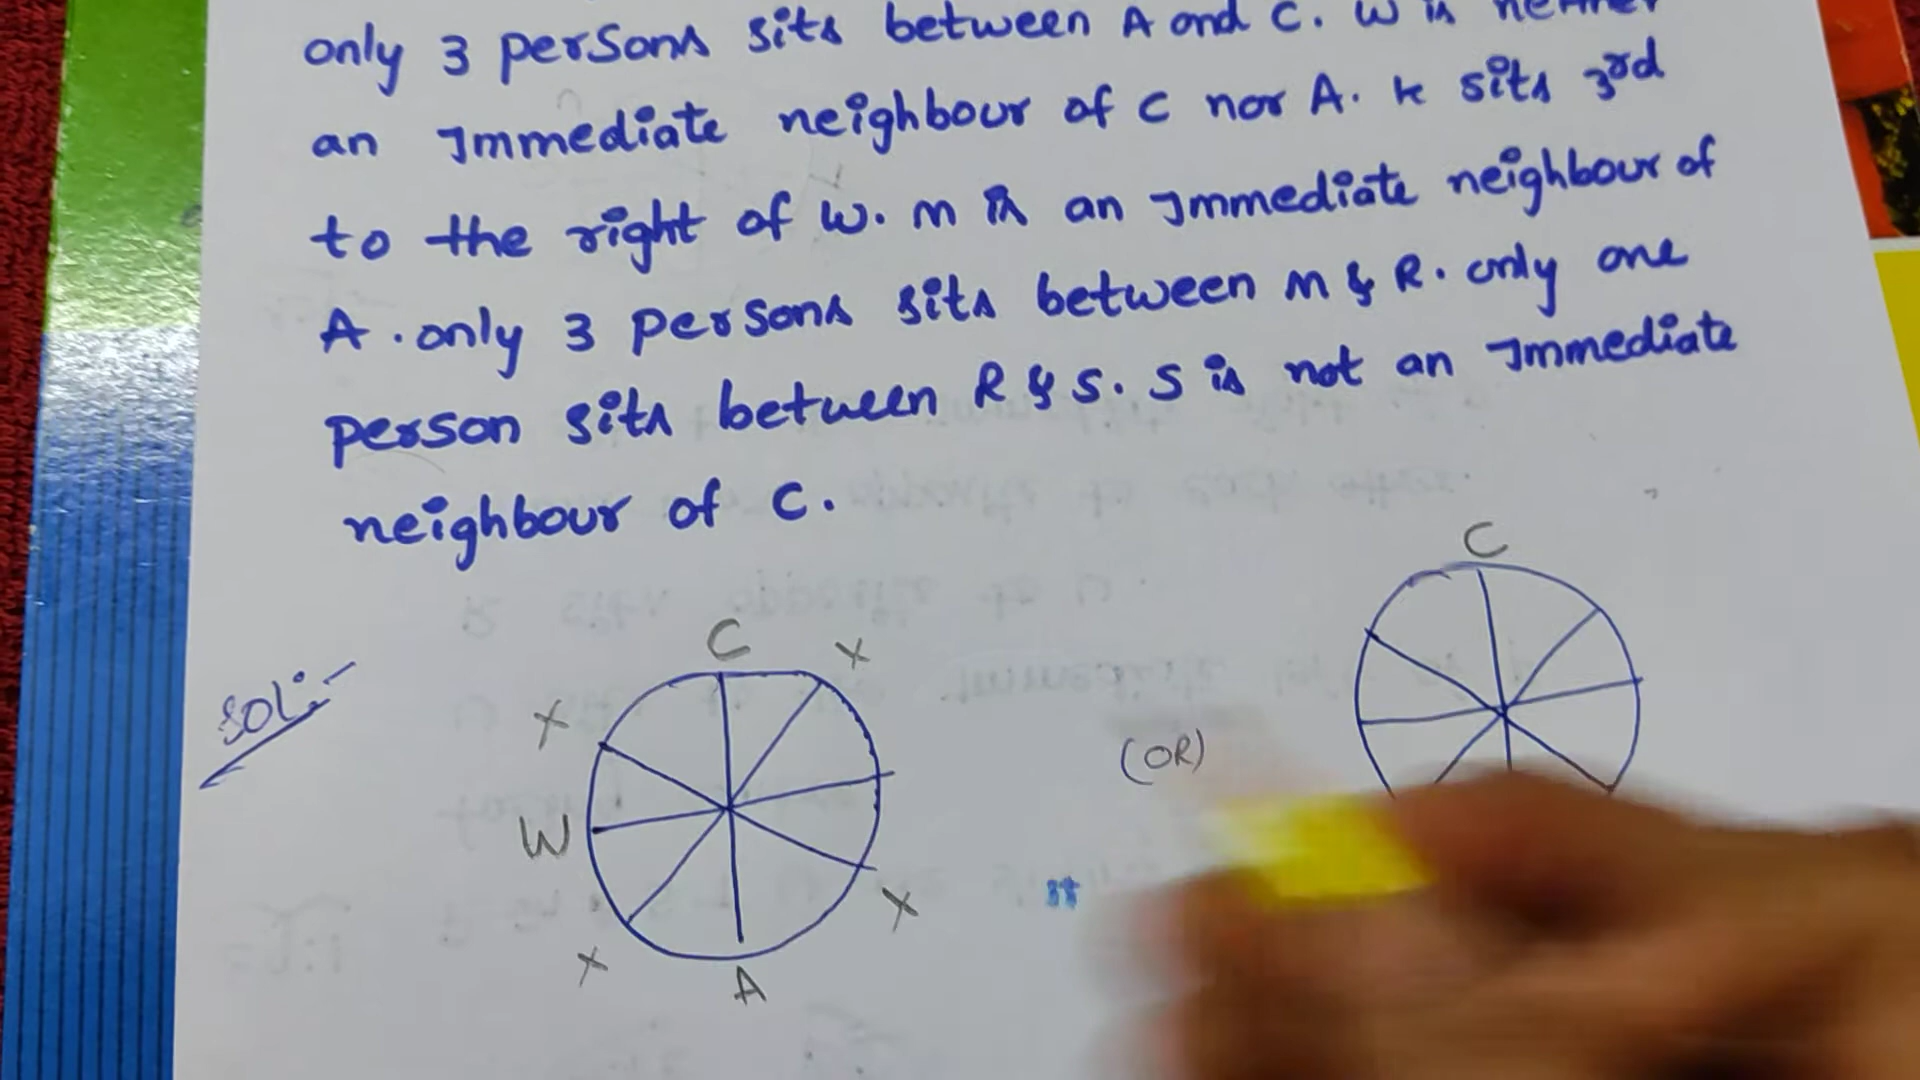 only 3 persons sits between A and C. W is neither
an Immediate neighbour of C nor A. K sits 3rd
to the right of W. M is an Immediate neighbour of
A. only 3 persons sits between M & R. only one
person sits between R & S. S is not an Immediate
neighbour of C.
SOL:-
C
X
X
W
X
A
X
(OR)
C